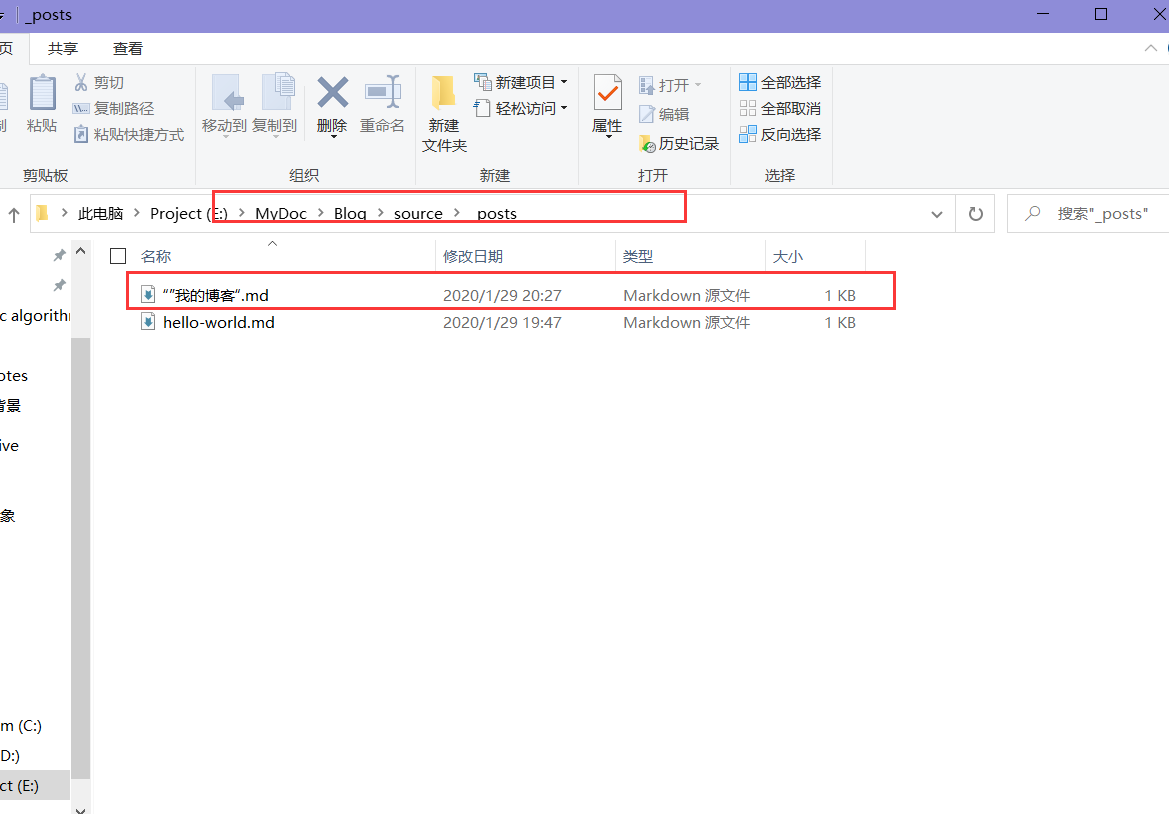 _posts
页 共享 查看
剪切
复制路径
粘贴快捷方式
粘贴
剪贴板
移动到 复制到 删除 重命名
组织
新建项目
轻松访问
新建
文件夹
新建
属性
打开
编辑
历史记录
打开
全部选择
全部取消
反向选择
选择
此电脑 Project (E:) MyDoc Blog source _posts
搜索"_posts"
名称 修改日期 类型 大小
“”我的博客“.md 2020/1/29 20:27 Markdown 源文件 1 KB
hello-world.md 2020/1/29 19:47 Markdown 源文件 1 KB
c algorithm
otes
背景
ive
象
m (C:)
D:)
ct (E:)